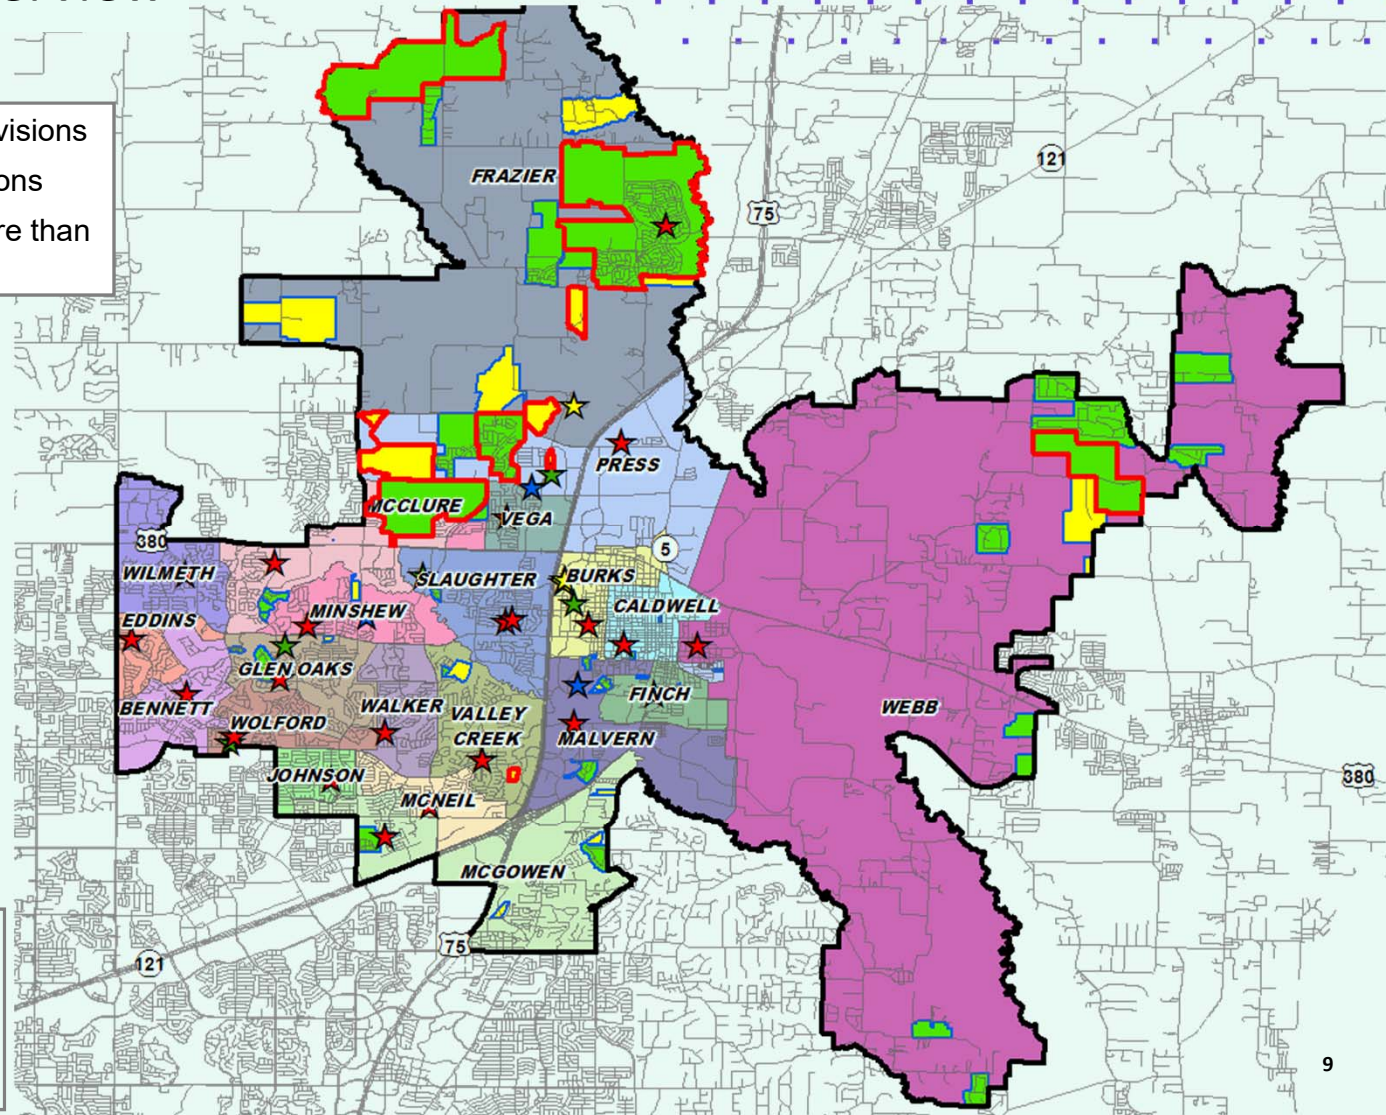 visions
ons
re than
121
75
FRAZIER
PRESS
MCCLURE
VEGA
380
5
WILMETH
SLAUGHTER
BURKS
MINSHEW
CALDWELL
EDDINS
GLEN OAKS
FINCH
BENNETT
WOLFORD
WALKER
VALLEY
CREEK
MALVERN
WEBB
JOHNSON
380
MCNEIL
MCGOWEN
75
121
9